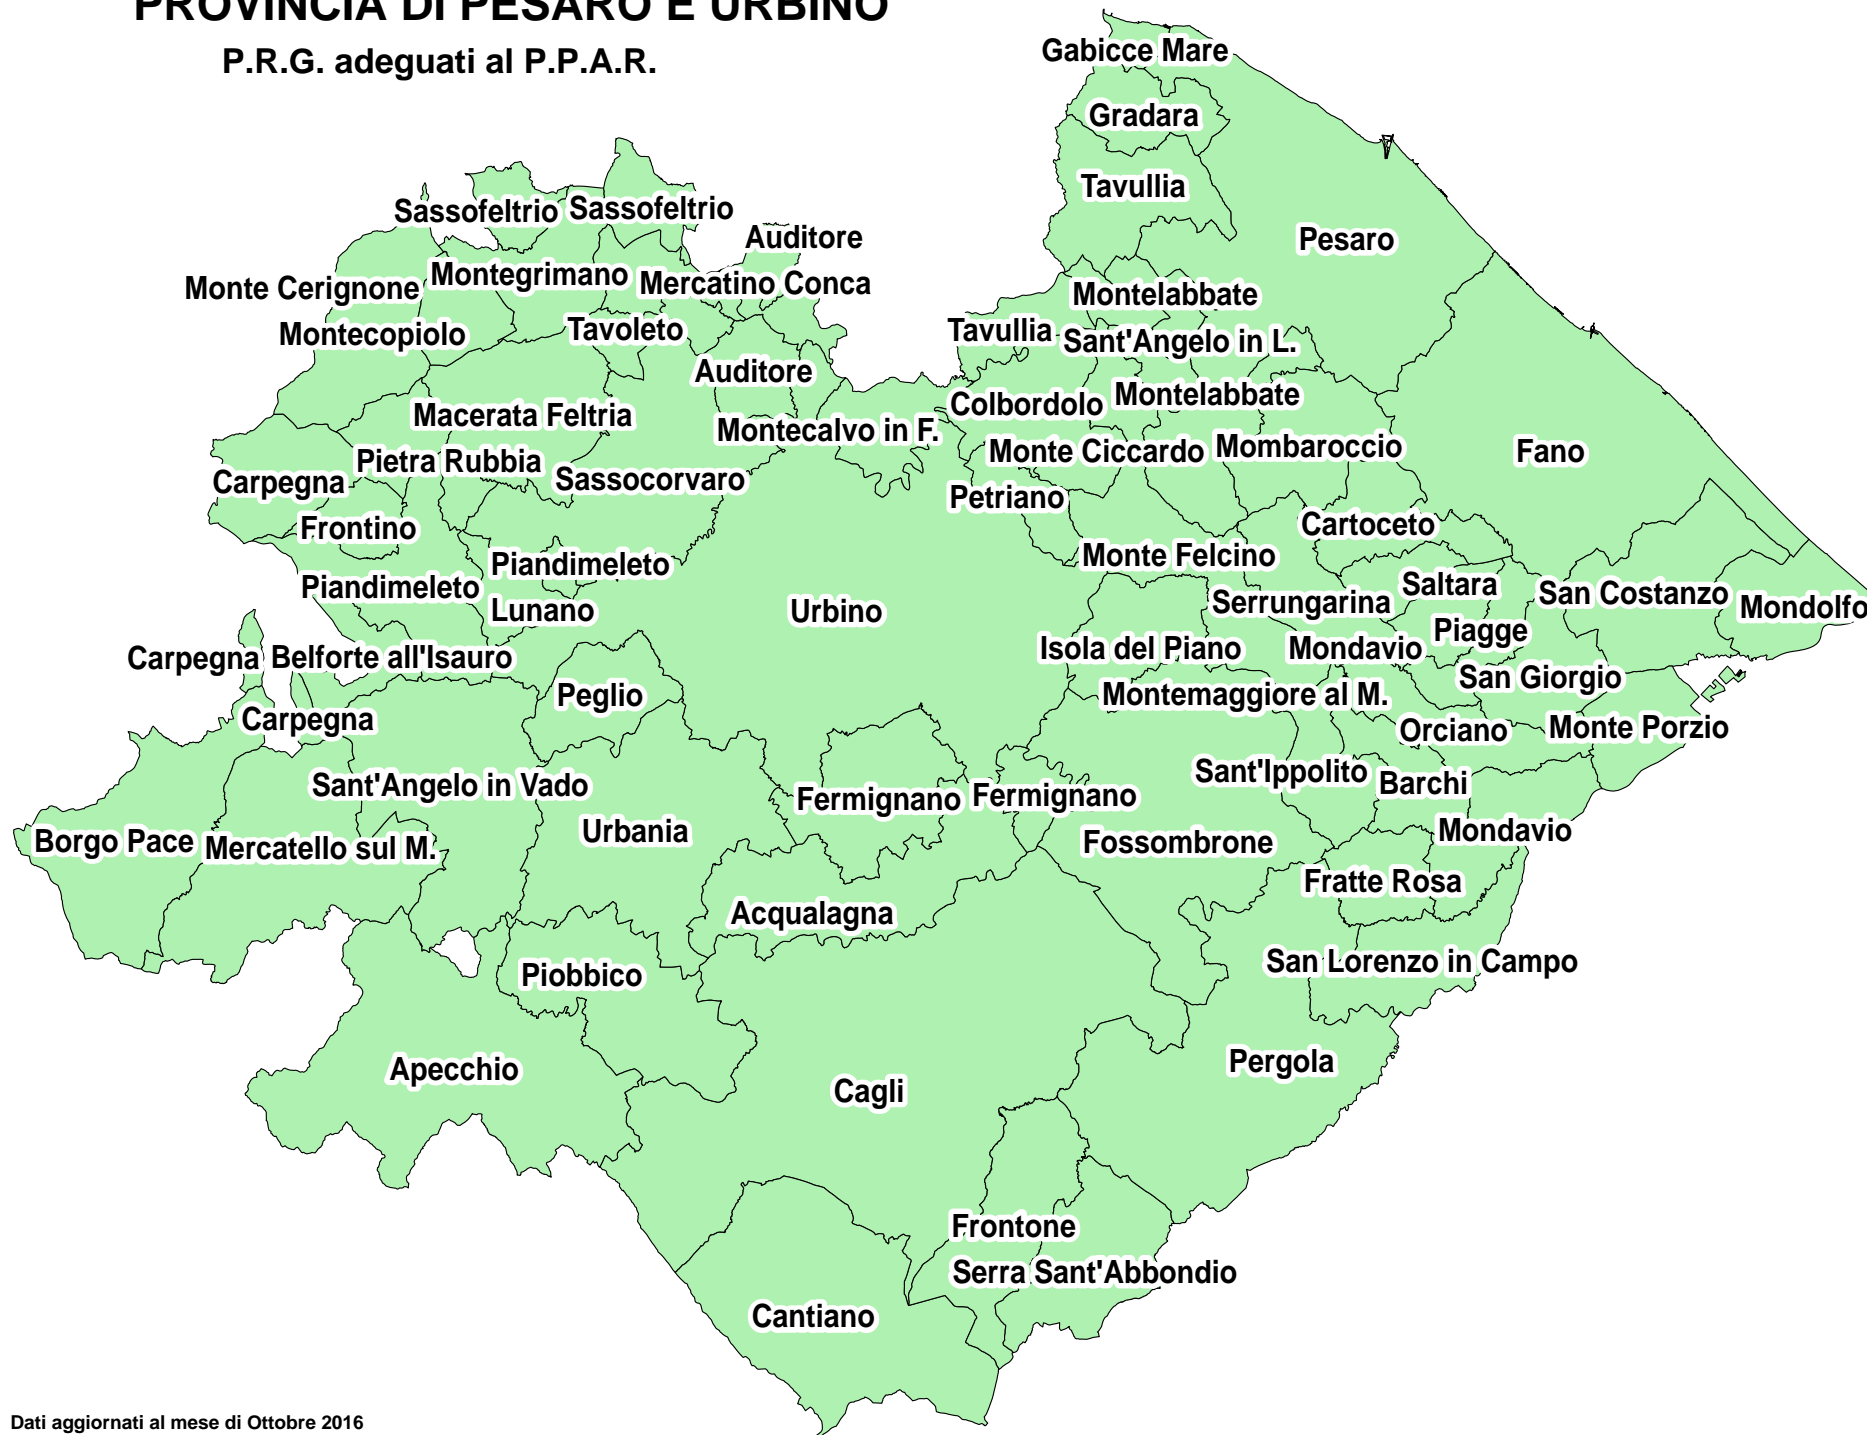 PROVINCIA DI PESARO E URBINO
P.R.G. adeguati al P.P.A.R.
Gabicce Mare
Gradara
Tavullia
Sassofeltrio
Sassofeltrio
Auditore
Pesaro
Montegrimano
Mercatino Conca
Monte Cerignone
Montelabbate
Montecopiolo
Tavoleto
Tavullia
Sant'Angelo in L.
Auditore
Montelabbate
Colbordolo
Macerata Feltria
Montecalvo in F.
Monte Ciccardo
Mombaroccio
Fano
Pietra Rubbia
Carpegna
Sassocorvaro
Petriano
Frontino
Cartoceto
Monte Felcino
Piandimeleto
Piandimeleto
Saltara
San Costanzo
Mondolfo
Lunano
Urbino
Serrungarina
Piagge
Isola del Piano
Mondavio
Carpegna
Belforte all'Isauro
San Giorgio
Peglio
Montemaggiore al M.
Carpegna
Orciano
Monte Porzio
Sant'Angelo in Vado
Sant'Ippolito
Barchi
Fermignano
Fermignano
Urbania
Mondavio
Borgo Pace
Mercatello sul M.
Fossombrone
Fratte Rosa
Acqualagna
San Lorenzo in Campo
Piobbico
Apecchio
Pergola
Cagli
Frontone
Serra Sant'Abbondio
Cantiano
Dati aggiornati al mese di Ottobre 2016